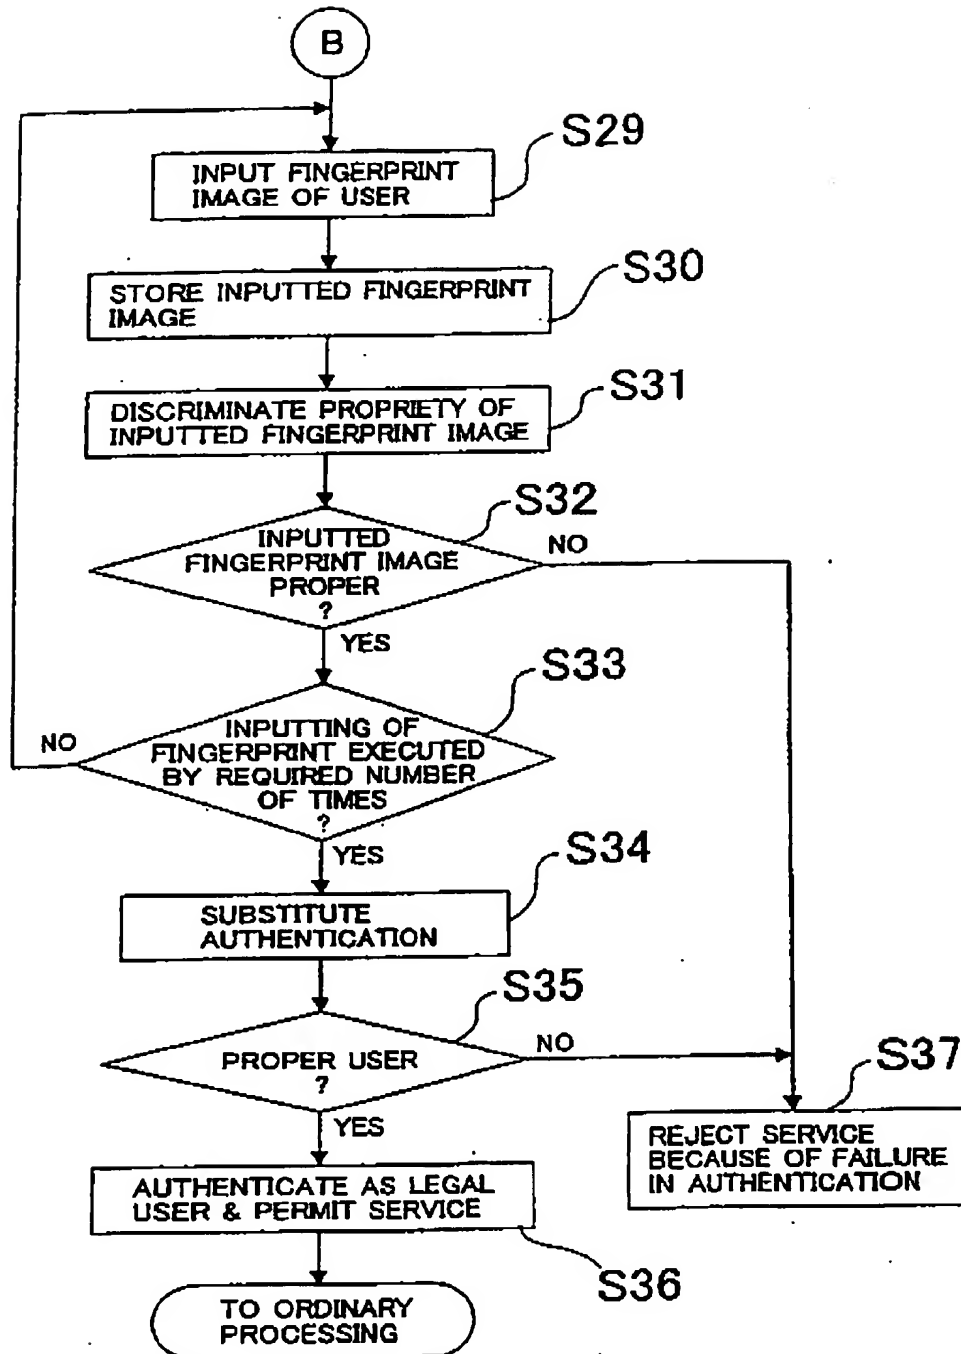 B
S29
INPUT FINGERPRINT
IMAGE OF USER
S30
STORE INPUTTED FINGERPRINT
IMAGE
S31
DISCRIMINATE PROPRIETY OF
INPUTTED FINGERPRINT IMAGE
S32
INPUTTED
FINGERPRINT IMAGE
PROPER
?
NO
YES
S33
INPUTTING OF
FINGERPRINT EXECUTED
BY REQUIRED NUMBER
OF TIMES
?
NO
YES
S34
SUBSTITUTE
AUTHENTICATION
S35
PROPER USER
?
NO
YES
S37
REJECT SERVICE
BECAUSE OF FAILURE
IN AUTHENTICATION
AUTHENTICATE AS LEGAL
USER & PERMIT SERVICE
S36
TO ORDINARY
PROCESSING